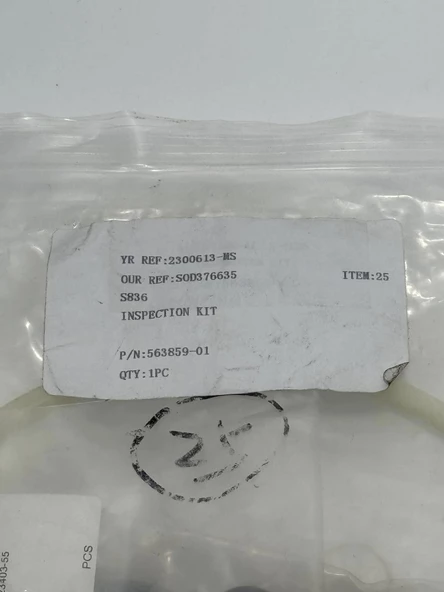 YR REF:2300613-MS
OUR REF:SOD376635 ITEM:25
S836
INSPECTION KIT
P/N:563859-01
QTY:1PC
25
PCS